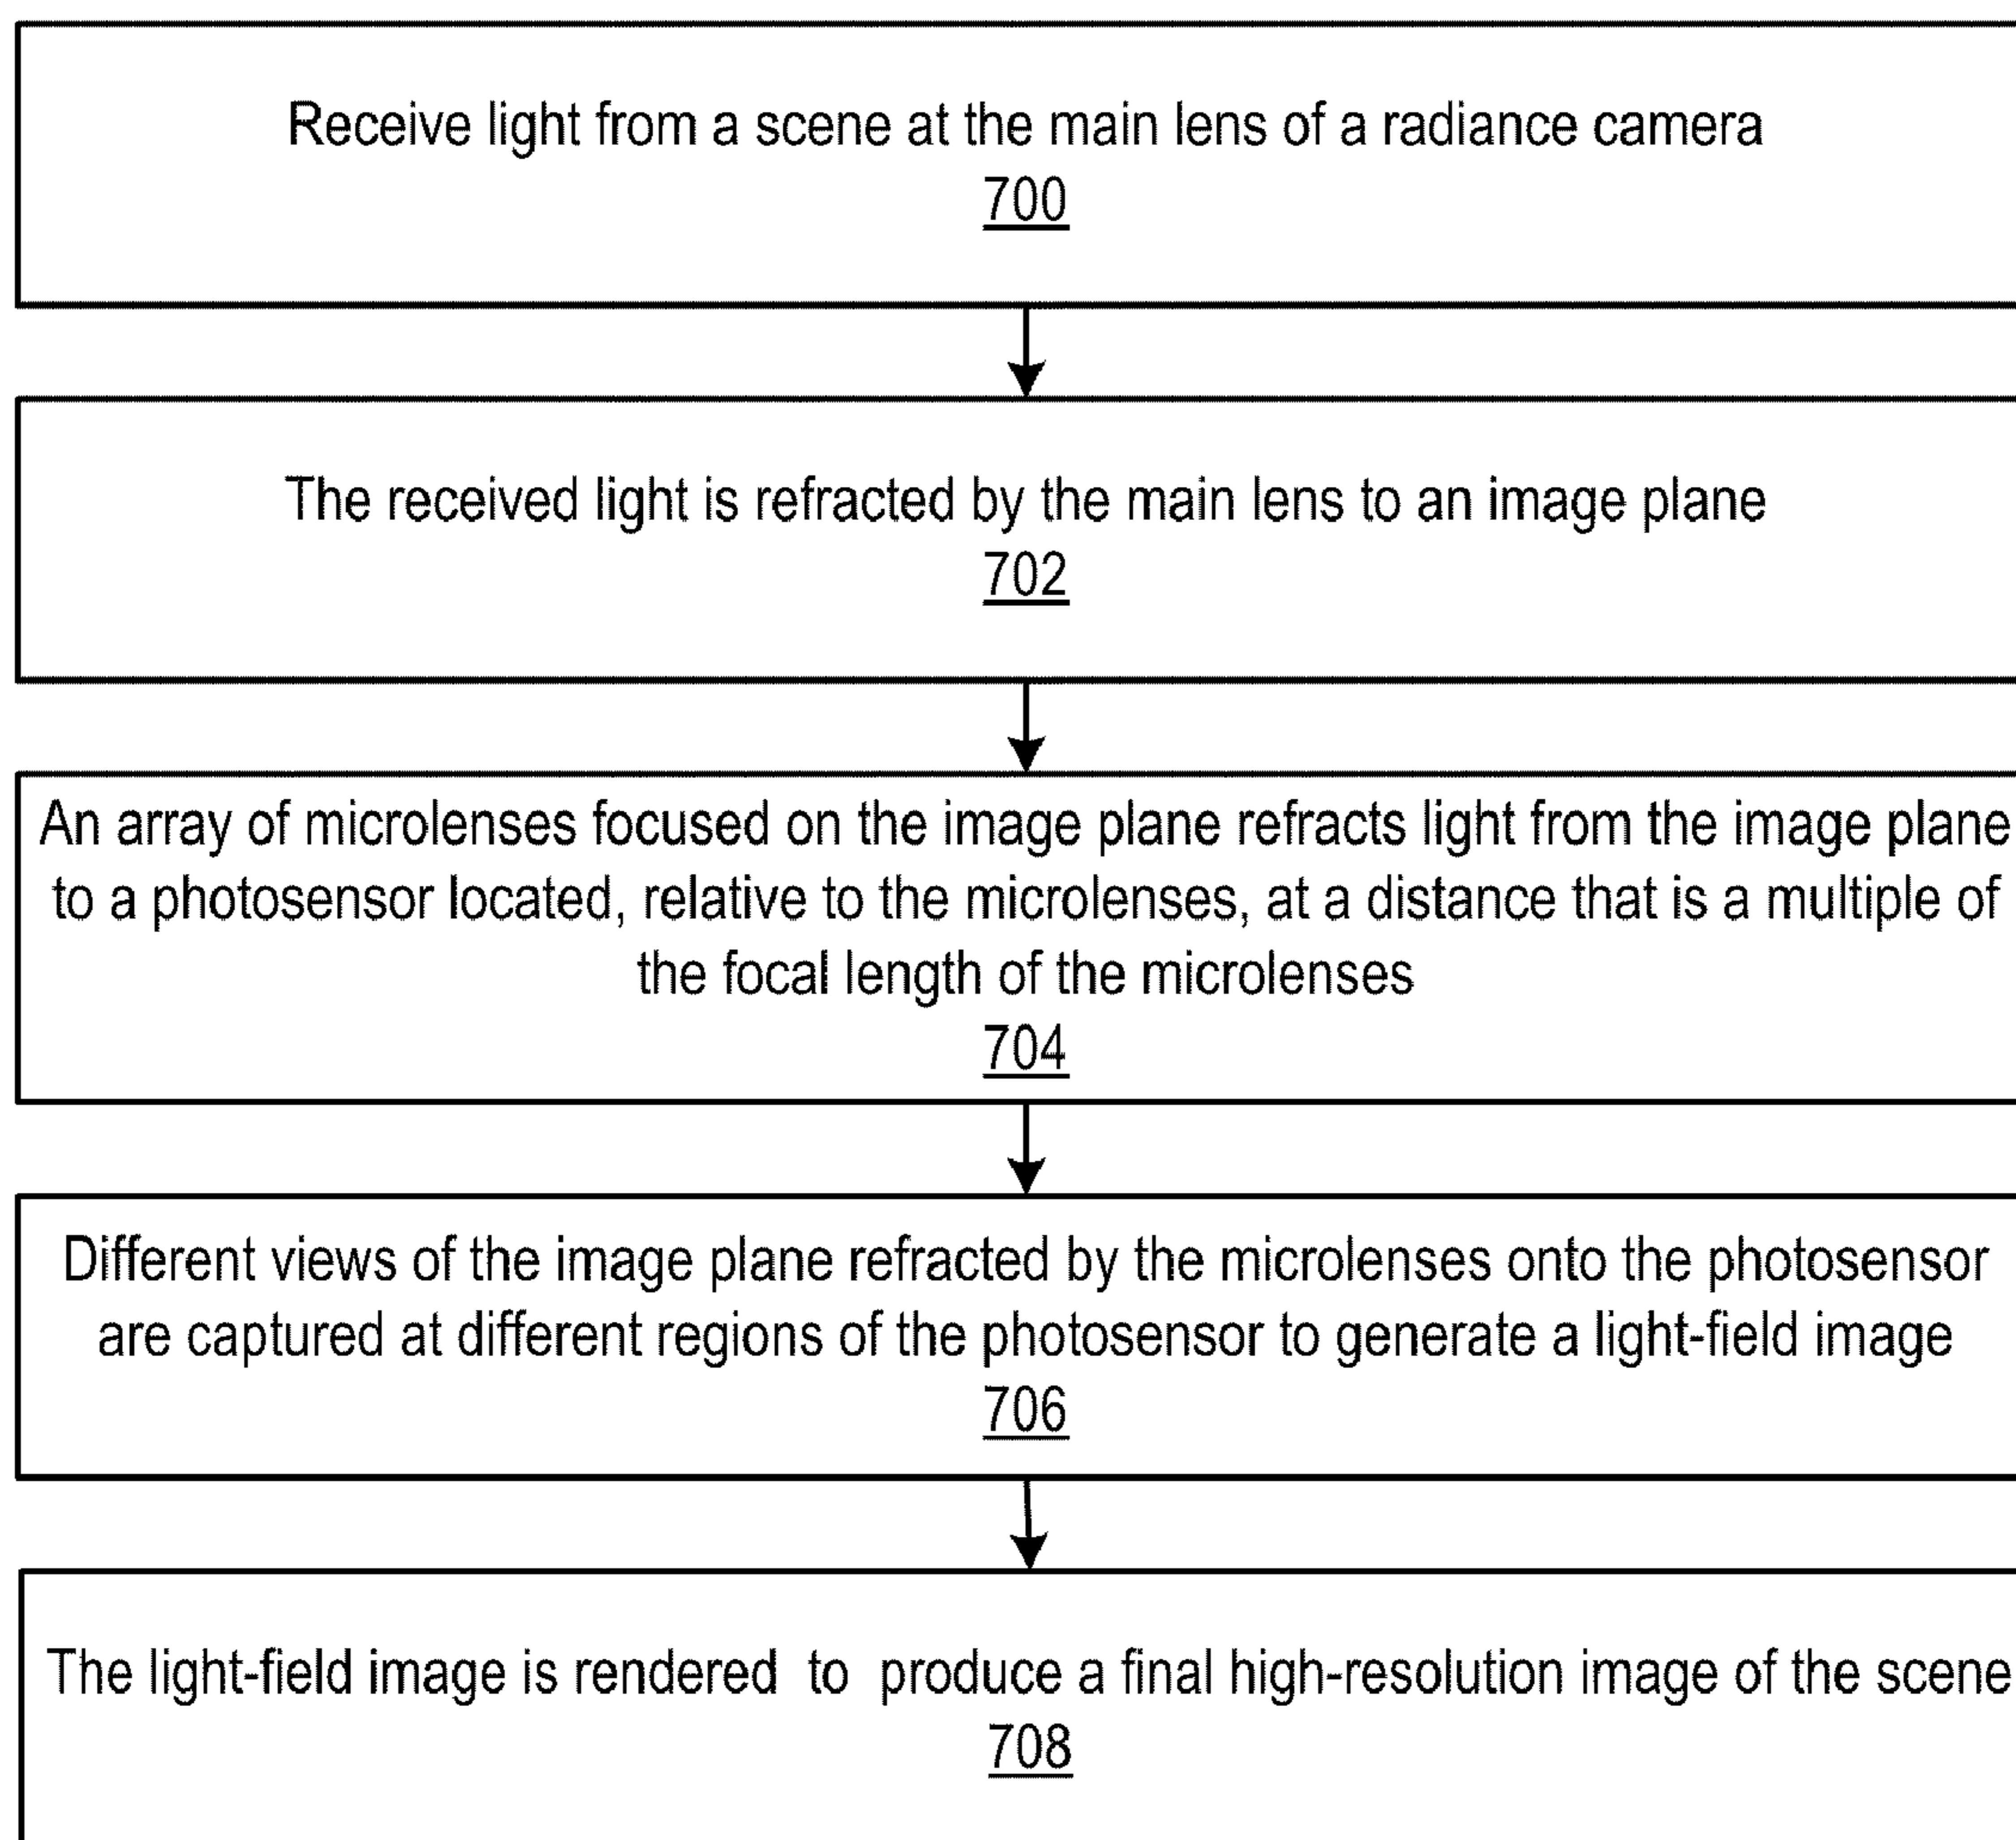 Receive light from a scene at the main lens of a radiance camera
700
The received light is refracted by the main lens to an image plane
702
An array of microlenses focused on the image plane refracts light from the image plane
to a photosensor located, relative to the microlenses, at a distance that is a multiple of
the focal length of the microlenses
704
Different views of the image plane refracted by the microlenses onto the photosensor
are captured at different regions of the photosensor to generate a light-field image
706
The light-field image is rendered to produce a final high-resolution image of the scene
708